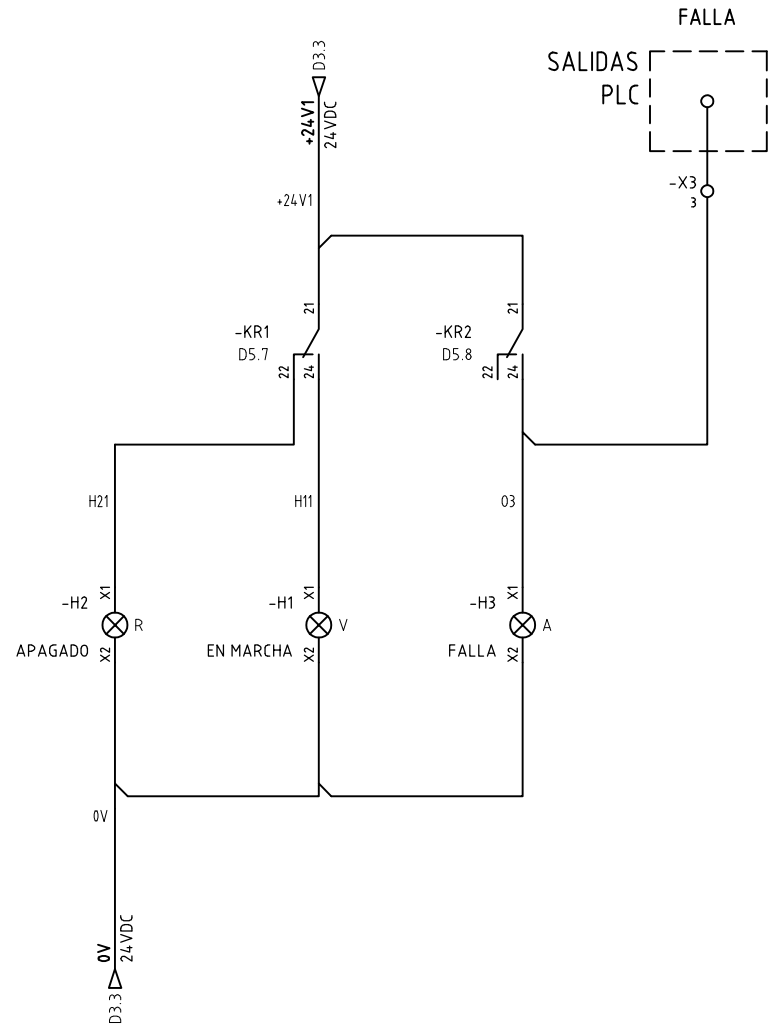 FALLA
D3.3
SALIDAS
PLC
+24V1
24VDC
-X3
3
+24V1
21
21
-KR1
-KR2
D5.7
D5.8
22
24
22
24
H21
H11
03
X1
X1
X1
-H2
-H1
-H3
R
V
A
APAGADO
X2
EN MARCHA
X2
FALLA
X2
0V
0V
24VDC
D3.3